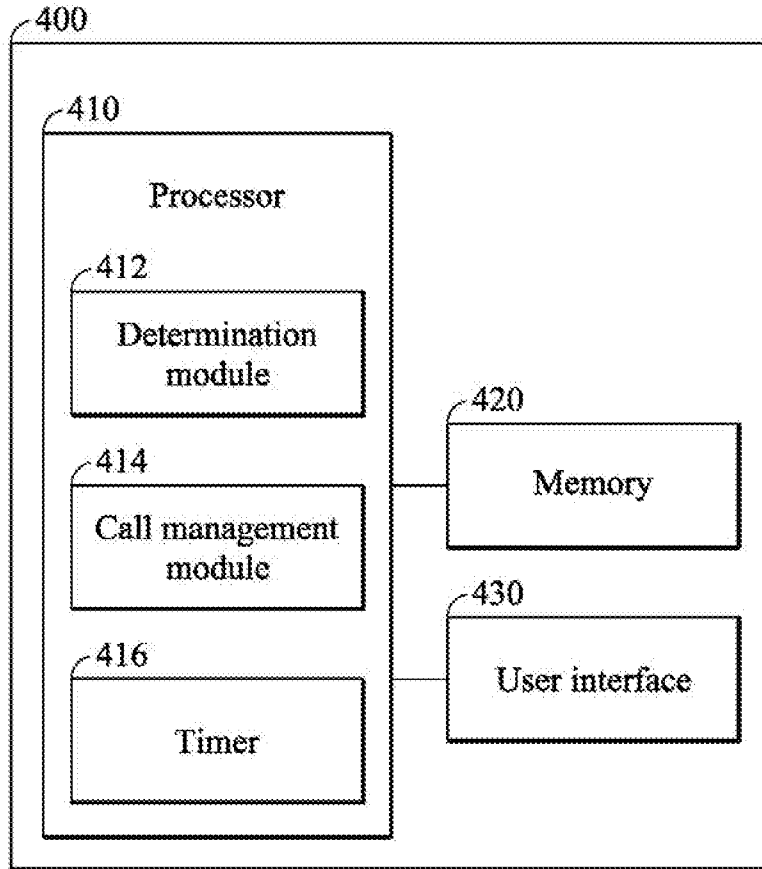 400
410
Processor
412
Determination
module
414
Call management
module
416
Timer
420
Memory
430
User interface